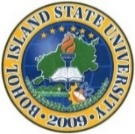 BOHOL ISLAND STATE UNIVERSITY
• 2009 •